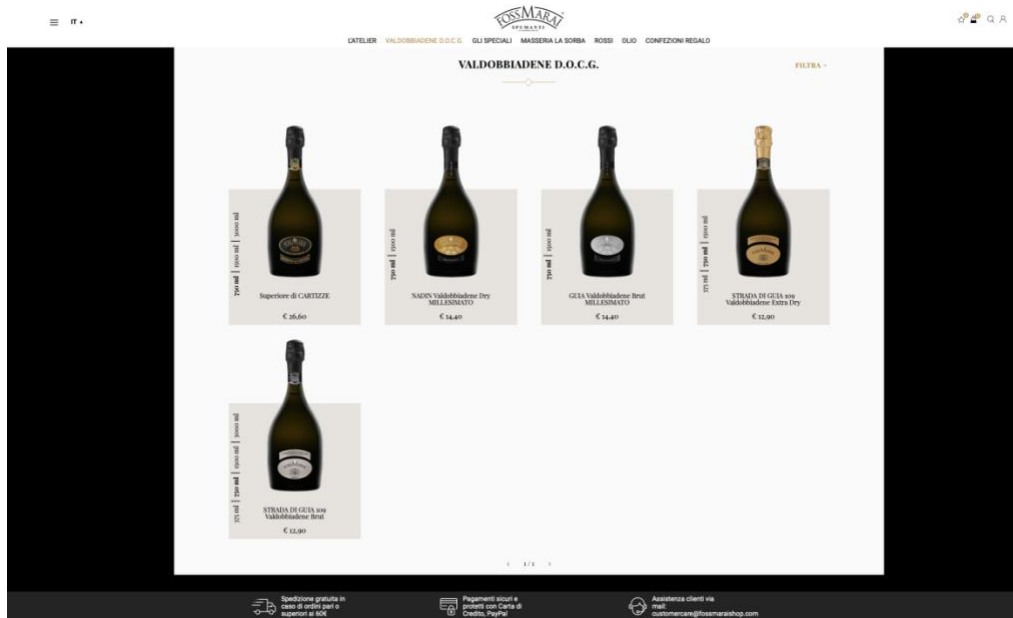 IT
FOSS MARAI
SPUMANTI
L'ATELIER VALDOBBIADENE D.O.C.G. GLI SPECIALI MASSERIA LA SORBA ROSSI OLIO CONFEZIONI REGALO
VALDOBBIADENE D.O.C.G.
FILTRA
750 ml | 1500 ml | 3000 ml
Superiore di CARTIZZE
€ 26,60
750 ml | 1500 ml
NADIN Valdobbiadene Dry
MILLESIMATO
€ 14,40
750 ml | 1500 ml
GUIA Valdobbiadene Brut
MILLESIMATO
€ 14,40
375 ml | 750 ml | 1500 ml
STRADA DI GUIA 109
Valdobbiadene Extra Dry
€ 12,90
375 ml | 750 ml | 1500 ml | 3000 ml
STRADA DI GUIA 109
Valdobbiadene Brut
€ 12,90
< 1 / 1 >
Spedizione gratuita in
caso di ordini pari o
superiori ai 60€
Pagamenti sicuri e
protetti con Carta di
Credito, PayPal
Assistenza clienti via
mail:
customercare@fossmaraishop.com